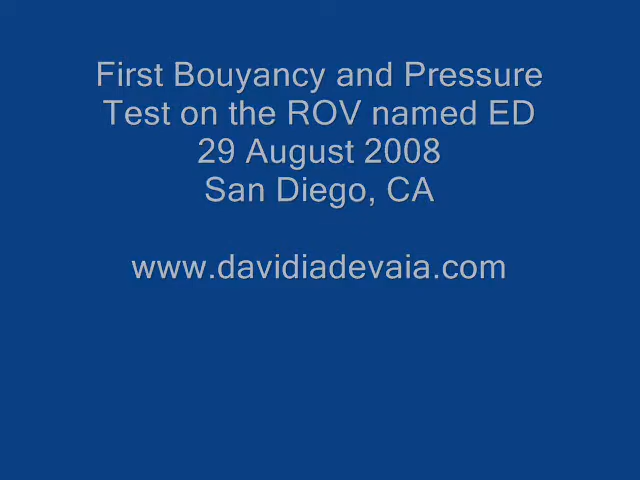 First Bouyancy and Pressure
Test on the ROV named ED
29 August 2008
San Diego, CA
www.davidiadevaia.com